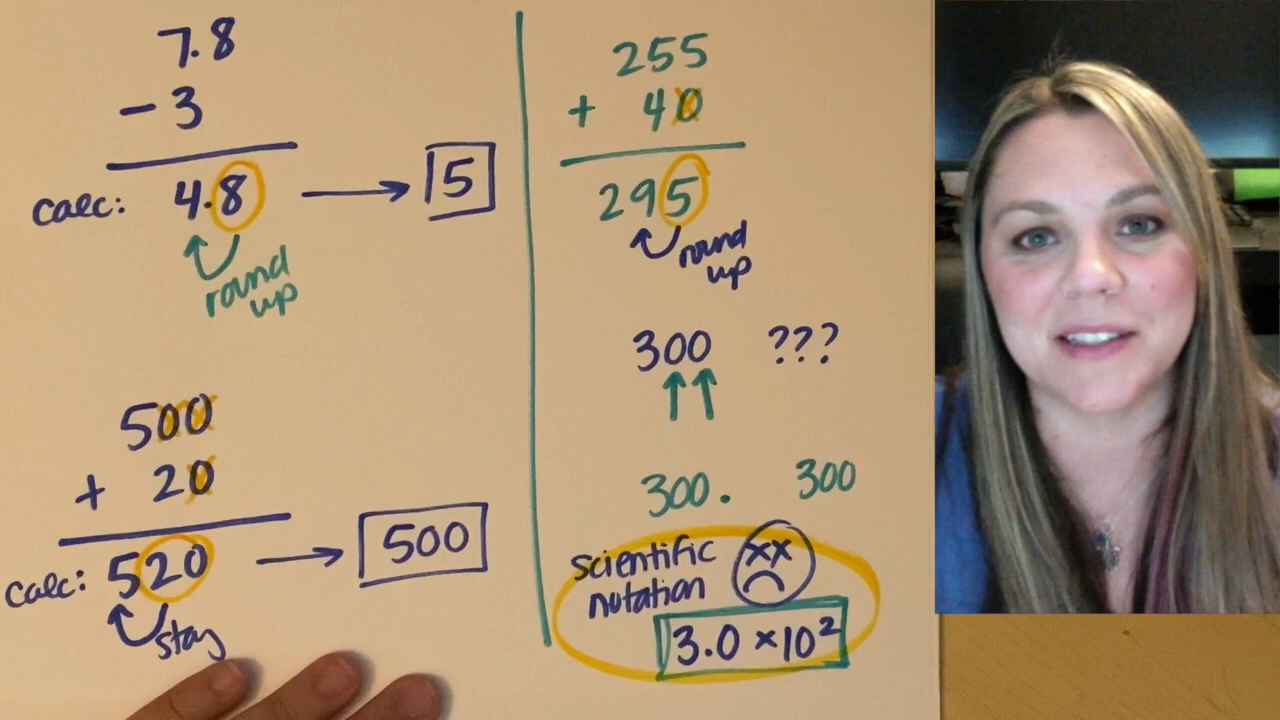 7.8
- 3
calc: 4.8 → 5
round
up
500
+ 20
calc: 520 → 500
stay
255
+ 40
295
round
up
300 ???
300. 300
scientific
notation
3.0 ×10²